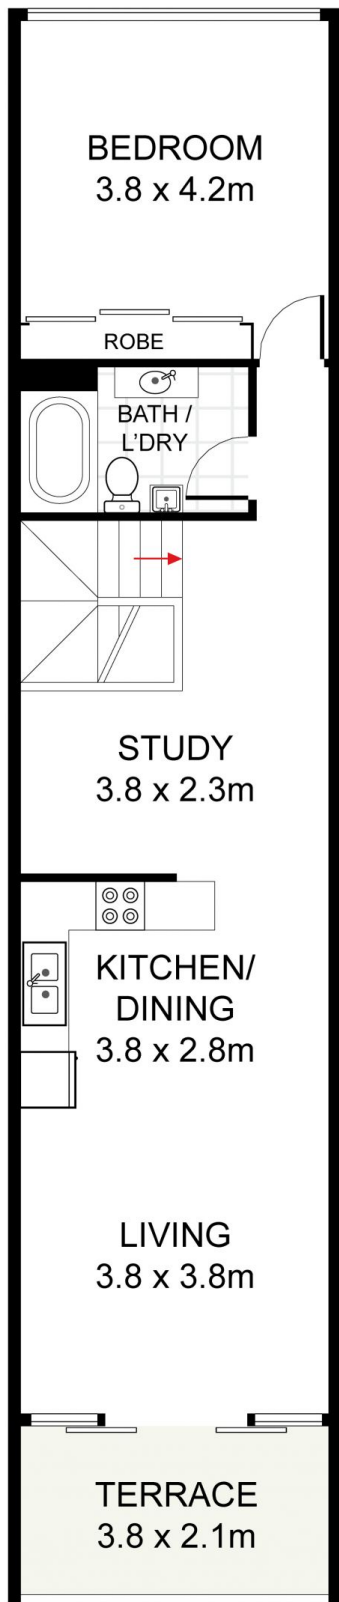 BEDROOM
3.8 x 4.2m
ROBE
BATH /
L'DRY
STUDY
3.8 x 2.3m
KITCHEN/
DINING
3.8 x 2.8m
LIVING
3.8 x 3.8m
TERRACE
3.8 x 2.1m